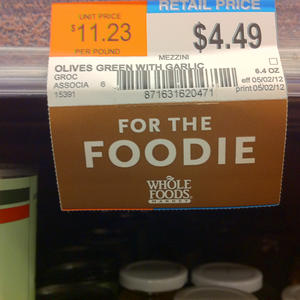 UNIT PRICE
$11.23
PER POUND
RETAIL PRICE
$4.49
MEZZINI
OLIVES GREEN WITH GARLIC
GROC
ASSOCIA 6
15391
871631620471
6.4 OZ
eff 05/02/12
print 05/02/12
FOR THE
FOODIE
WHOLE
FOODS
MARKET